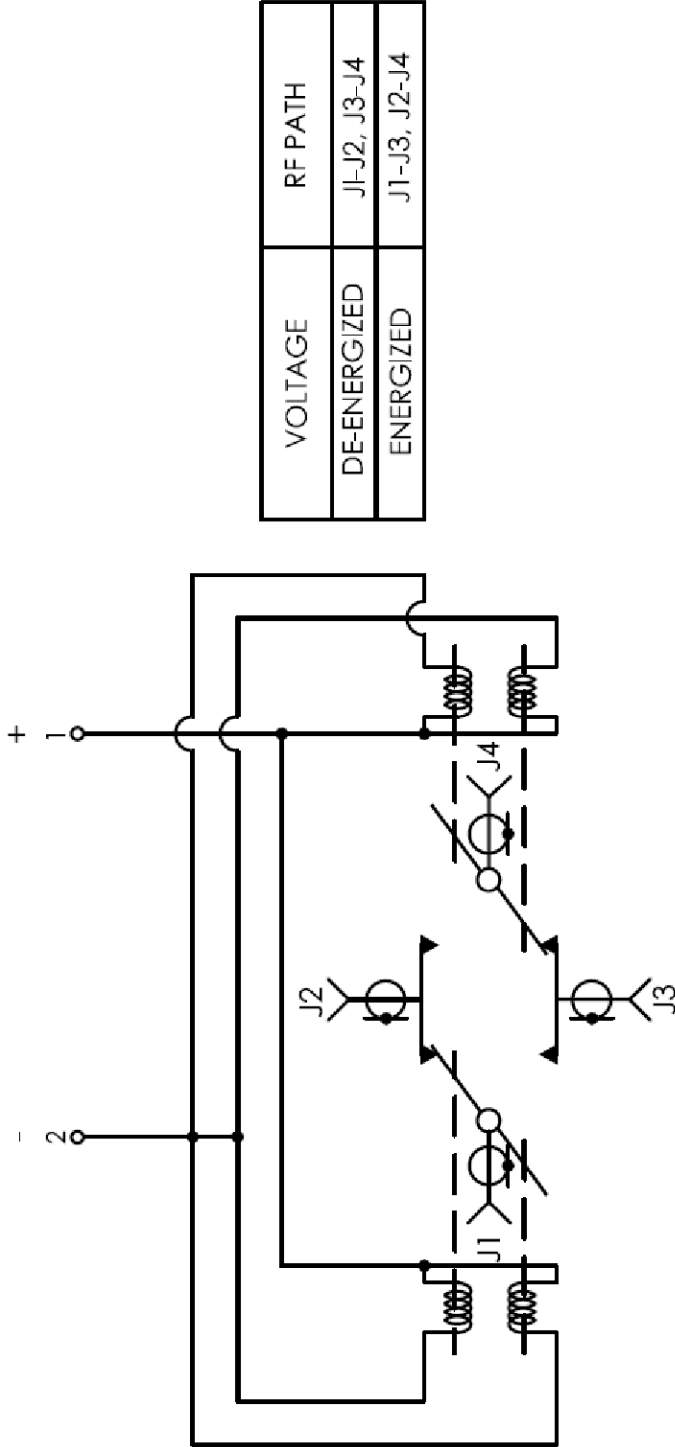 -
2
+
1
J2
J1
J4
J3
VOLTAGE RF PATH
DE-ENERGIZED JI-J2, J3-J4
ENERGIZED J1-J3, J2-J4